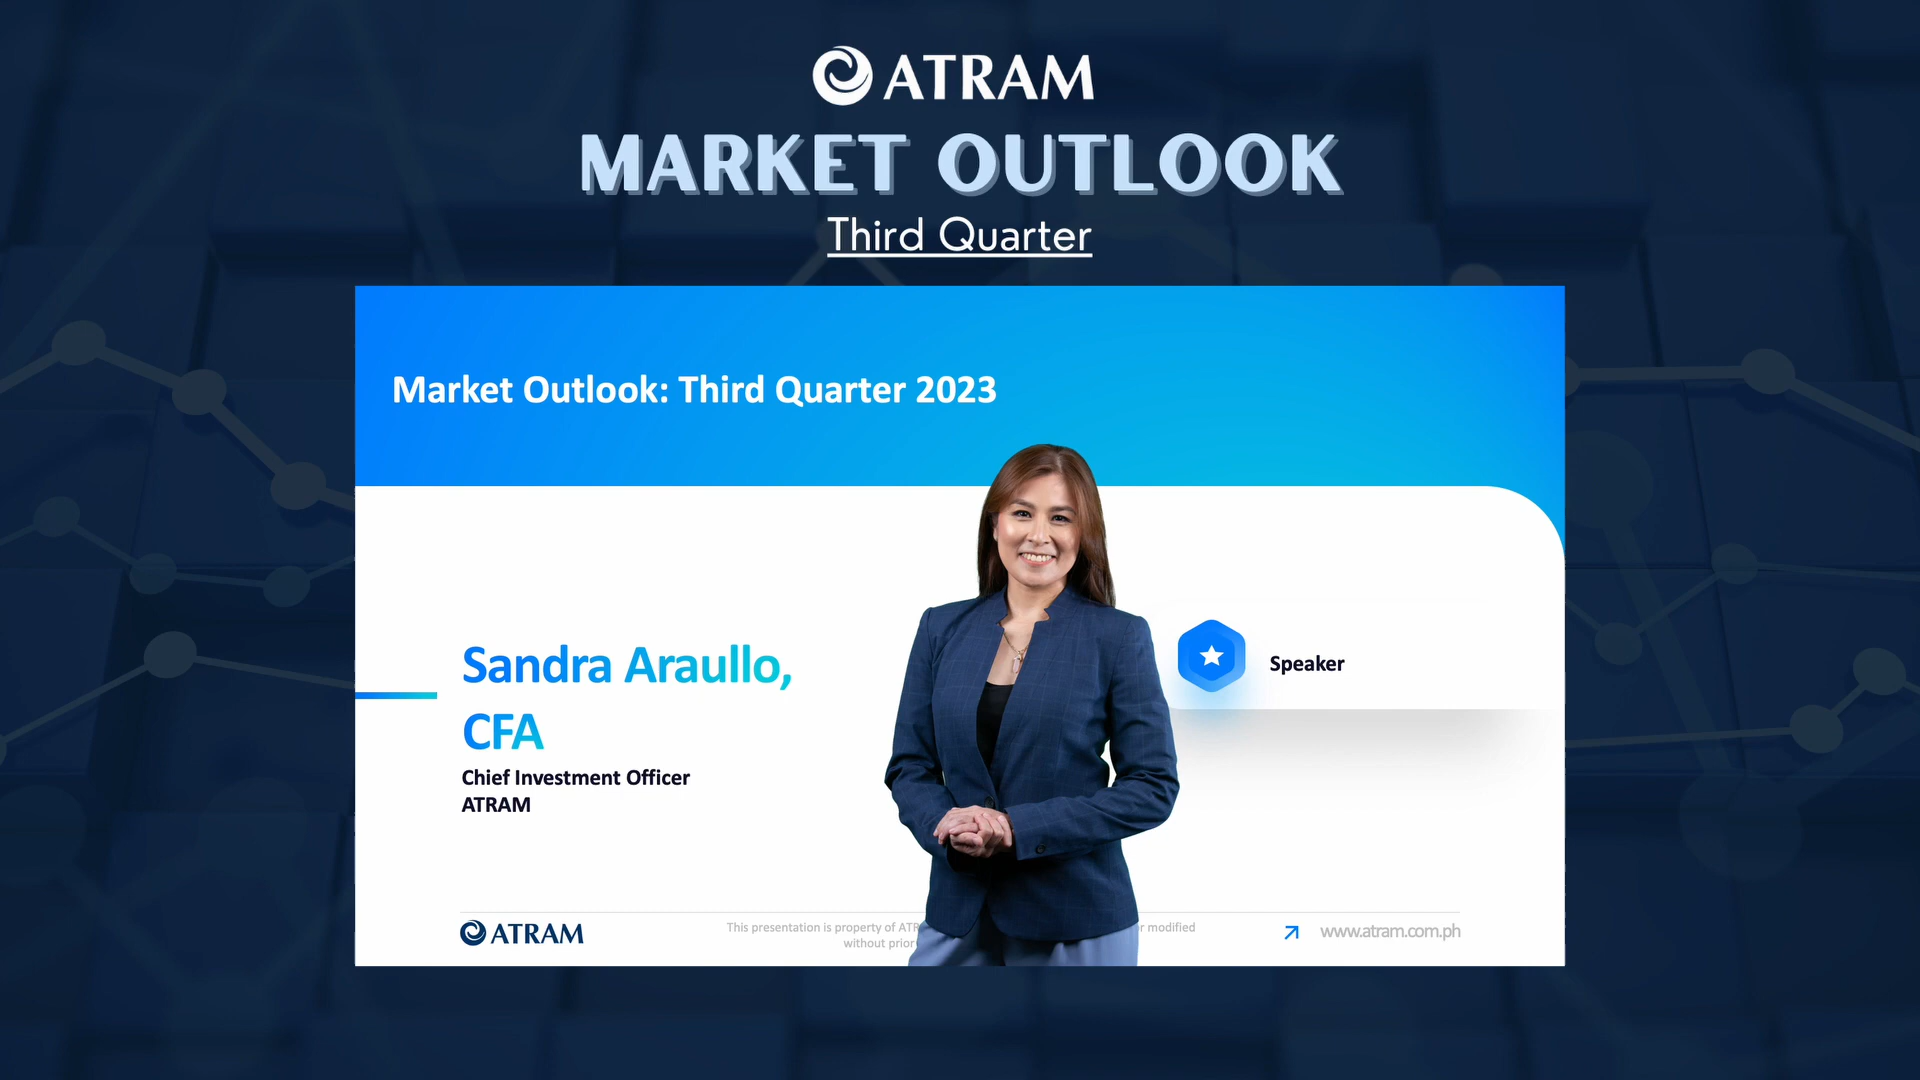 ATRAM
MARKET OUTLOOK
Third Quarter
Market Outlook: Third Quarter 2023
Sandra Araullo,
CFA
Chief Investment Officer
ATRAM
Speaker
ATRAM
This presentation is property of ATR
r modified
without prior
www.atram.com.ph